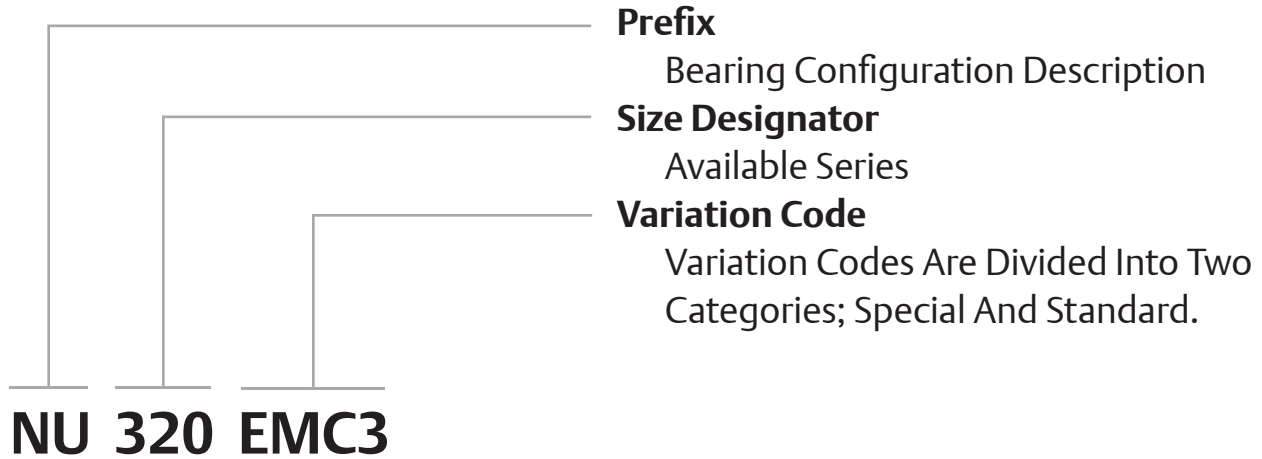 Prefix
Bearing Configuration Description
Size Designator
Available Series
Variation Code
Variation Codes Are Divided Into Two
Categories; Special And Standard.
NU 320 EMC3